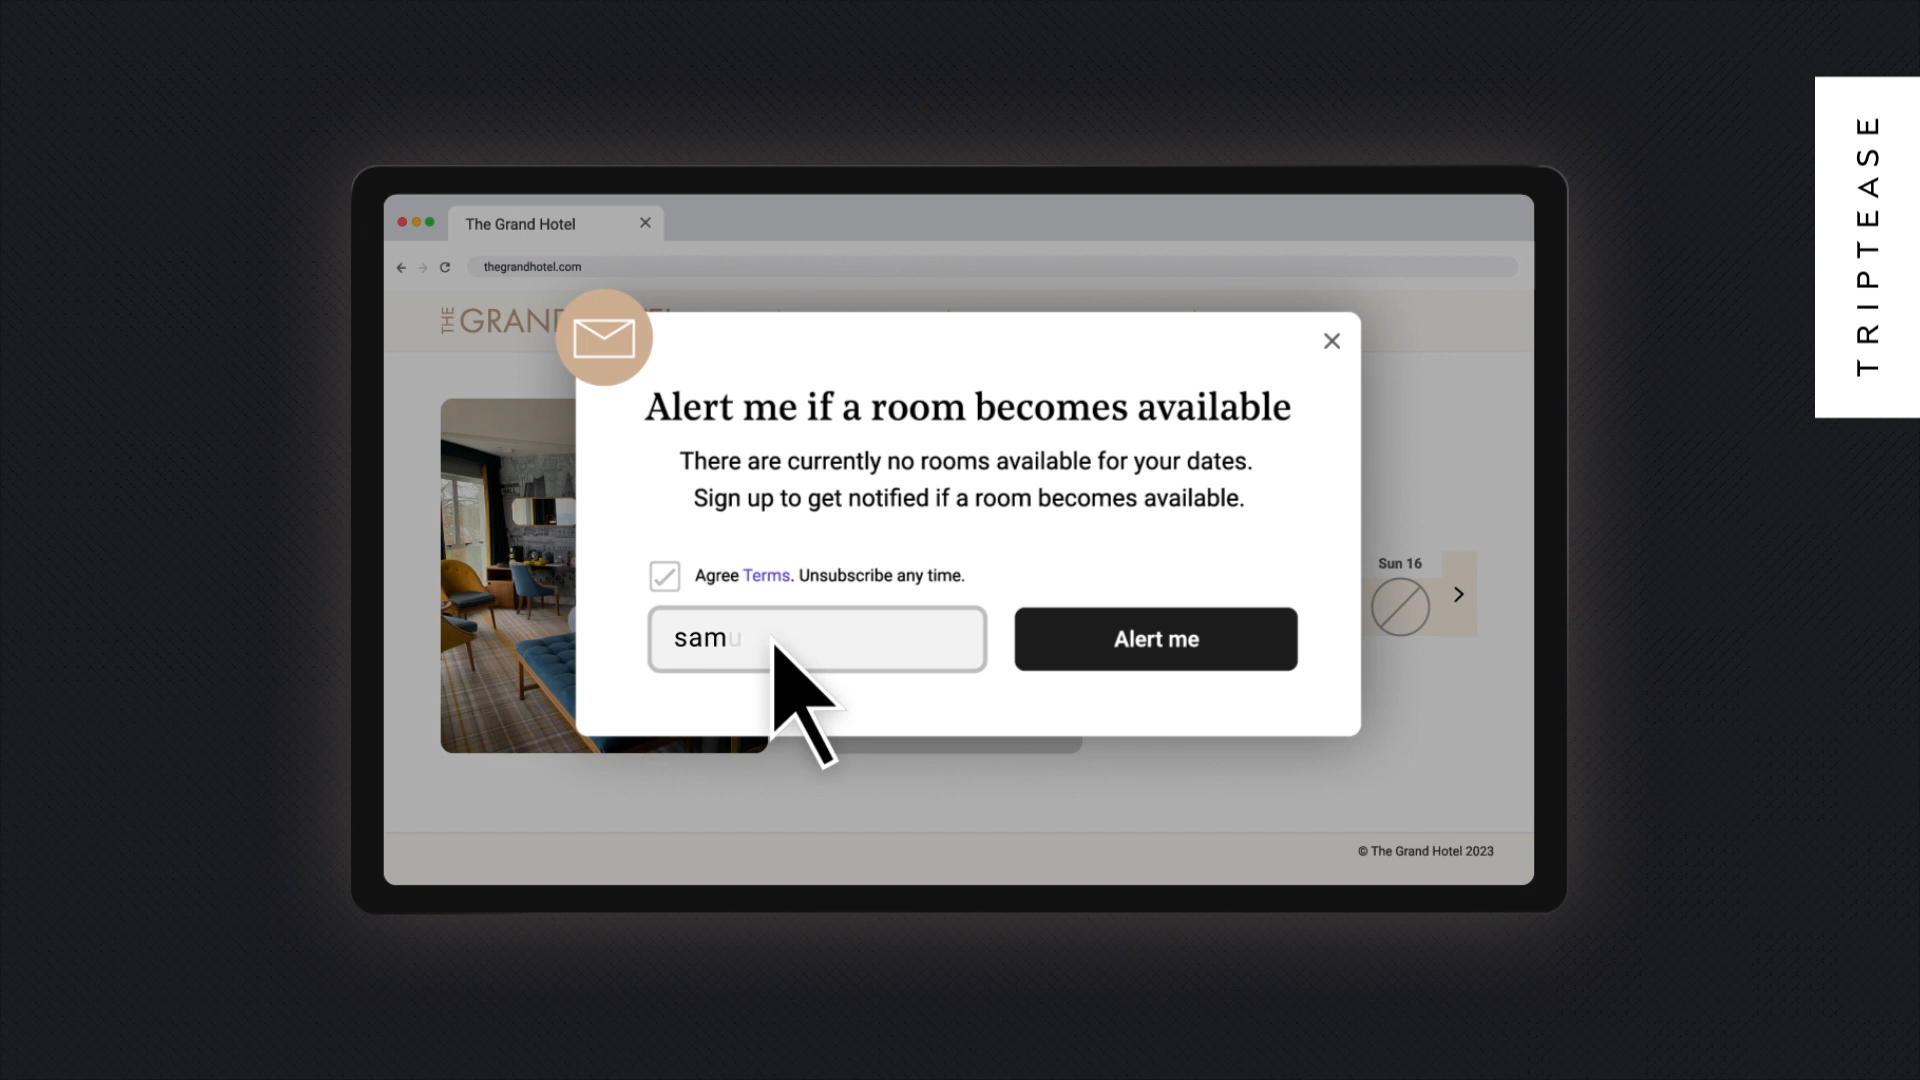 TRIPTEASE
The Grand Hotel
thegrandhotel.com
THE GRAN
Alert me if a room becomes available
There are currently no rooms available for your dates.
Sign up to get notified if a room becomes available.
Agree Terms. Unsubscribe any time.
samu
Alert me
Sun 16
© The Grand Hotel 2023